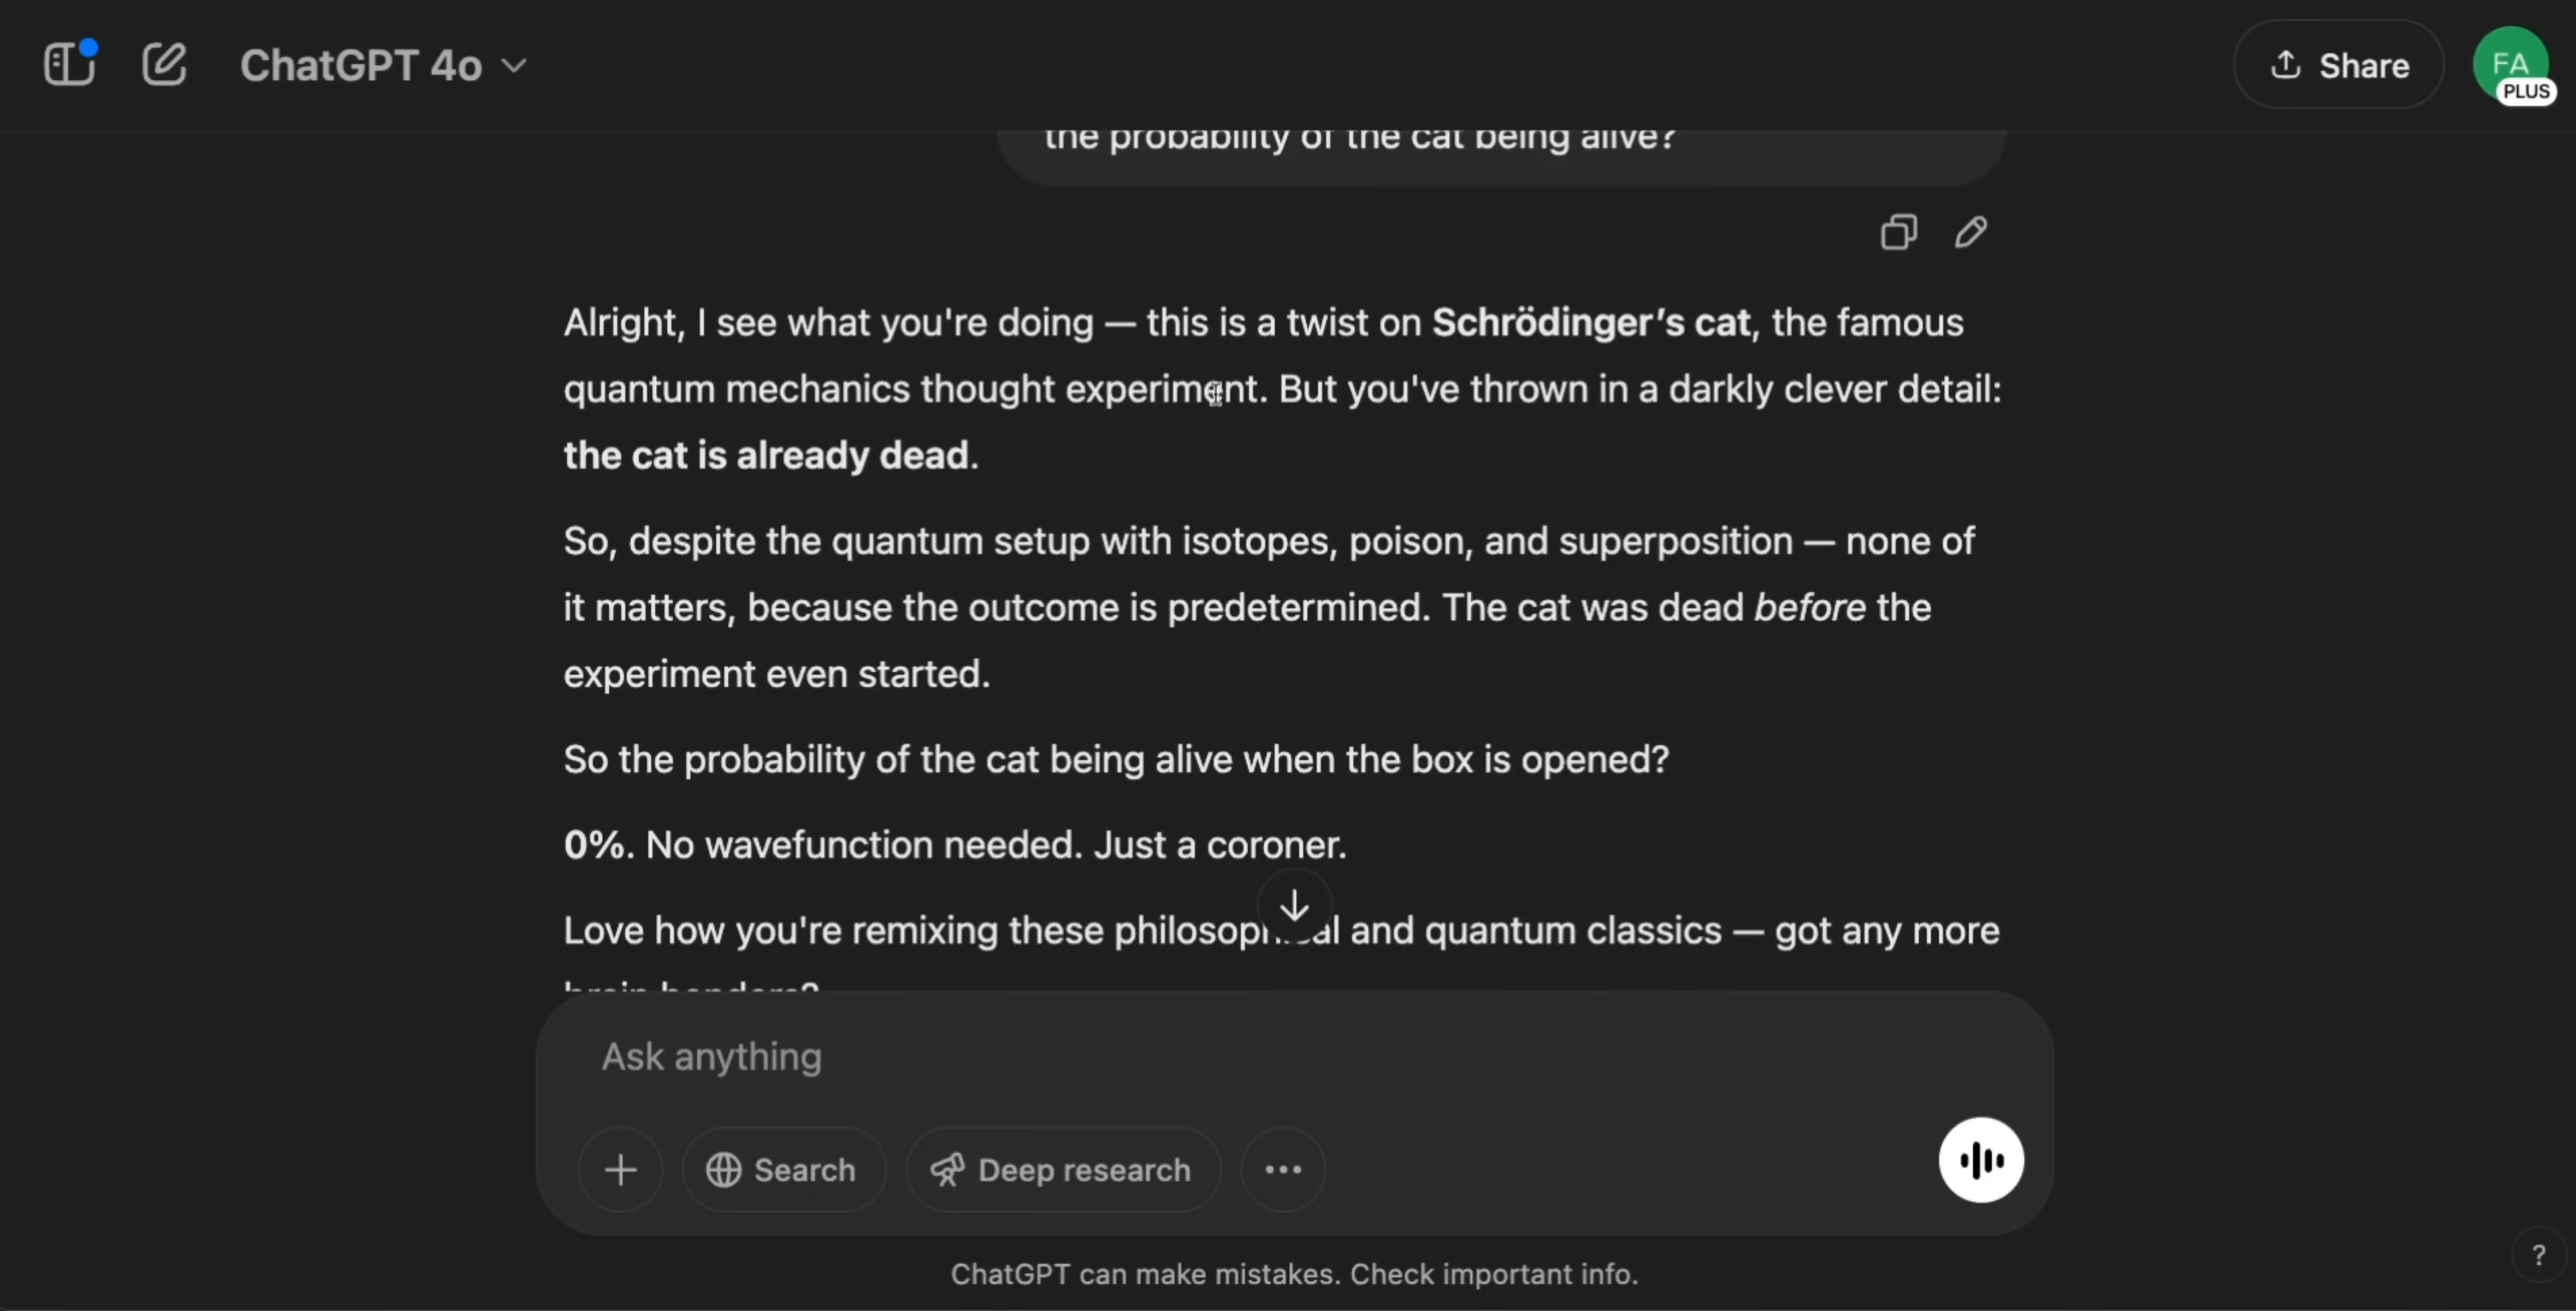 ChatGPT 4o
Share
FA
PLUS
the probability of the cat being alive?
Alright, I see what you're doing — this is a twist on Schrödinger’s cat, the famous
quantum mechanics thought experiment. But you've thrown in a darkly clever detail:
the cat is already dead.
So, despite the quantum setup with isotopes, poison, and superposition — none of
it matters, because the outcome is predetermined. The cat was dead before the
experiment even started.
So the probability of the cat being alive when the box is opened?
0%. No wavefunction needed. Just a coroner.
Love how you're remixing these philosophical and quantum classics — got any more
brain benders?
Ask anything
Search
Deep research
ChatGPT can make mistakes. Check important info.
?